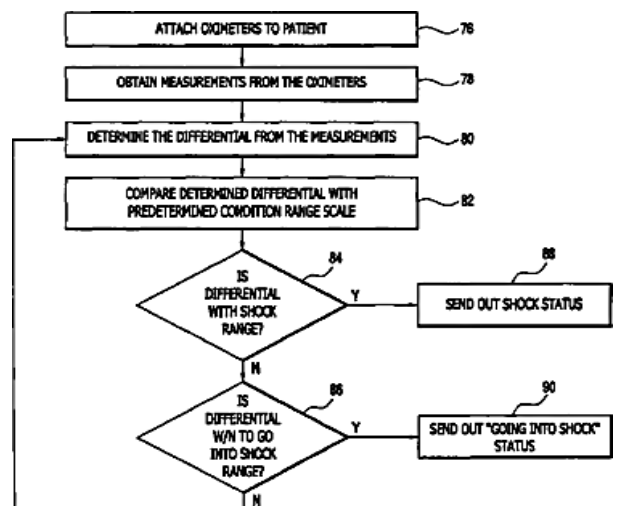 ATTACH OXIMETERS TO PATIENT
76
OBTAIN MEASUREMENTS FROM THE OXIMETERS
78
DETERMINE THE DIFFERENTIAL FROM THE MEASUREMENTS
80
COMPARE DETERMINED DIFFERENTIAL WITH
PREDETERMINED CONDITION RANGE SCALE
82
84
IS
DIFFERENTIAL
WITH SHOCK
RANGE?
Y
88
SEND OUT SHOCK STATUS
N
86
IS
DIFFERENTIAL
W/N TO GO
INTO SHOCK
RANGE?
Y
90
SEND OUT "GOING INTO SHOCK"
STATUS
N